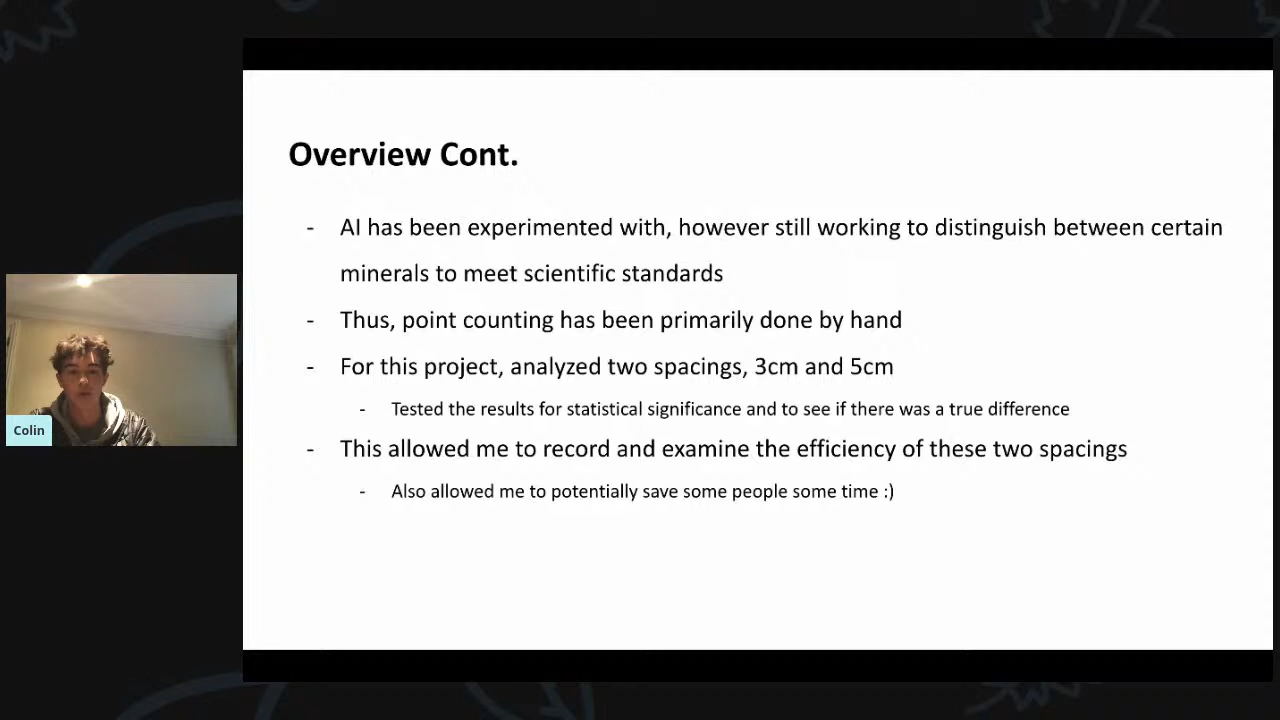 Overview Cont.
- AI has been experimented with, however still working to distinguish between certain
minerals to meet scientific standards
- Thus, point counting has been primarily done by hand
- For this project, analyzed two spacings, 3cm and 5cm
- Tested the results for statistical significance and to see if there was a true difference
- This allowed me to record and examine the efficiency of these two spacings
- Also allowed me to potentially save some people some time :)
Colin